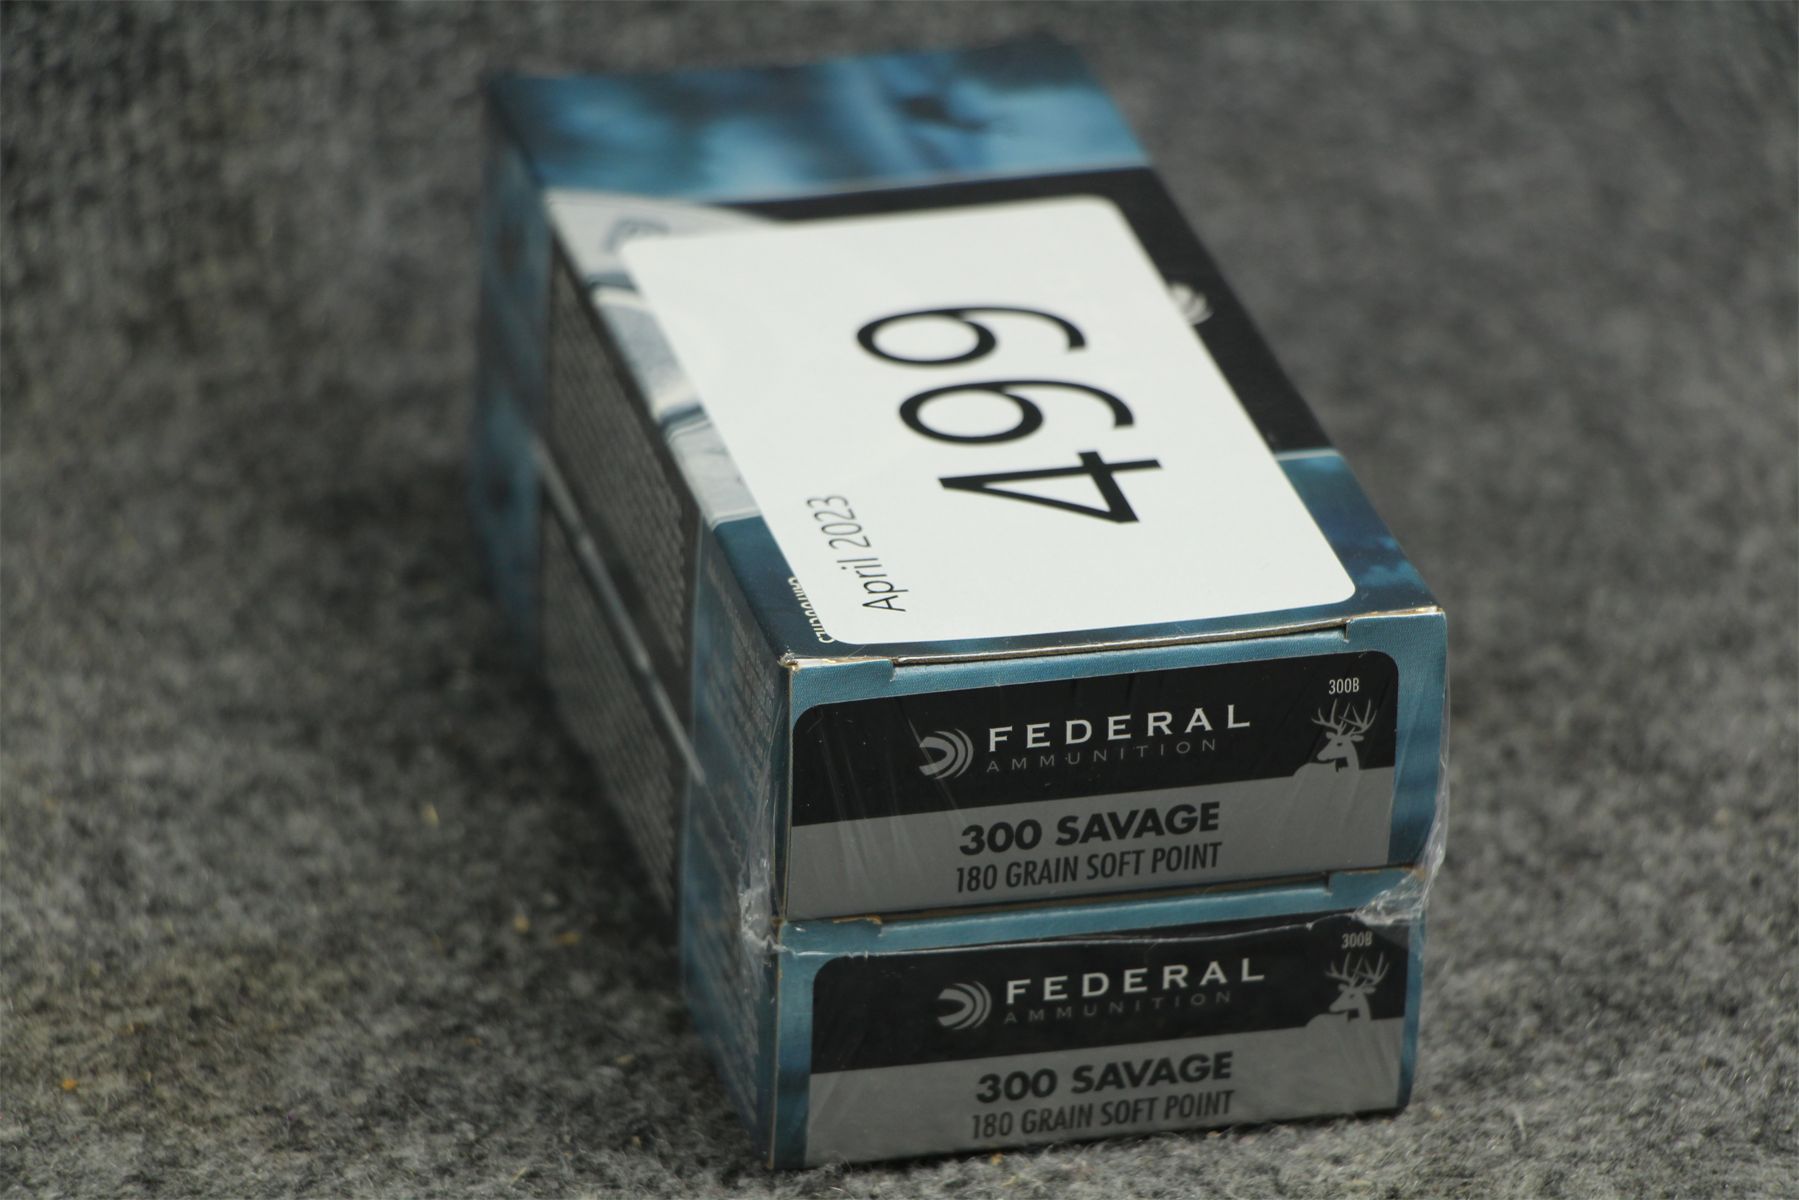 499
April 2023
CARTOUCHES
300B
FEDERAL
AMMUNITION
300 SAVAGE
180 GRAIN SOFT POINT
300B
FEDERAL
AMMUNITION
300 SAVAGE
180 GRAIN SOFT POINT